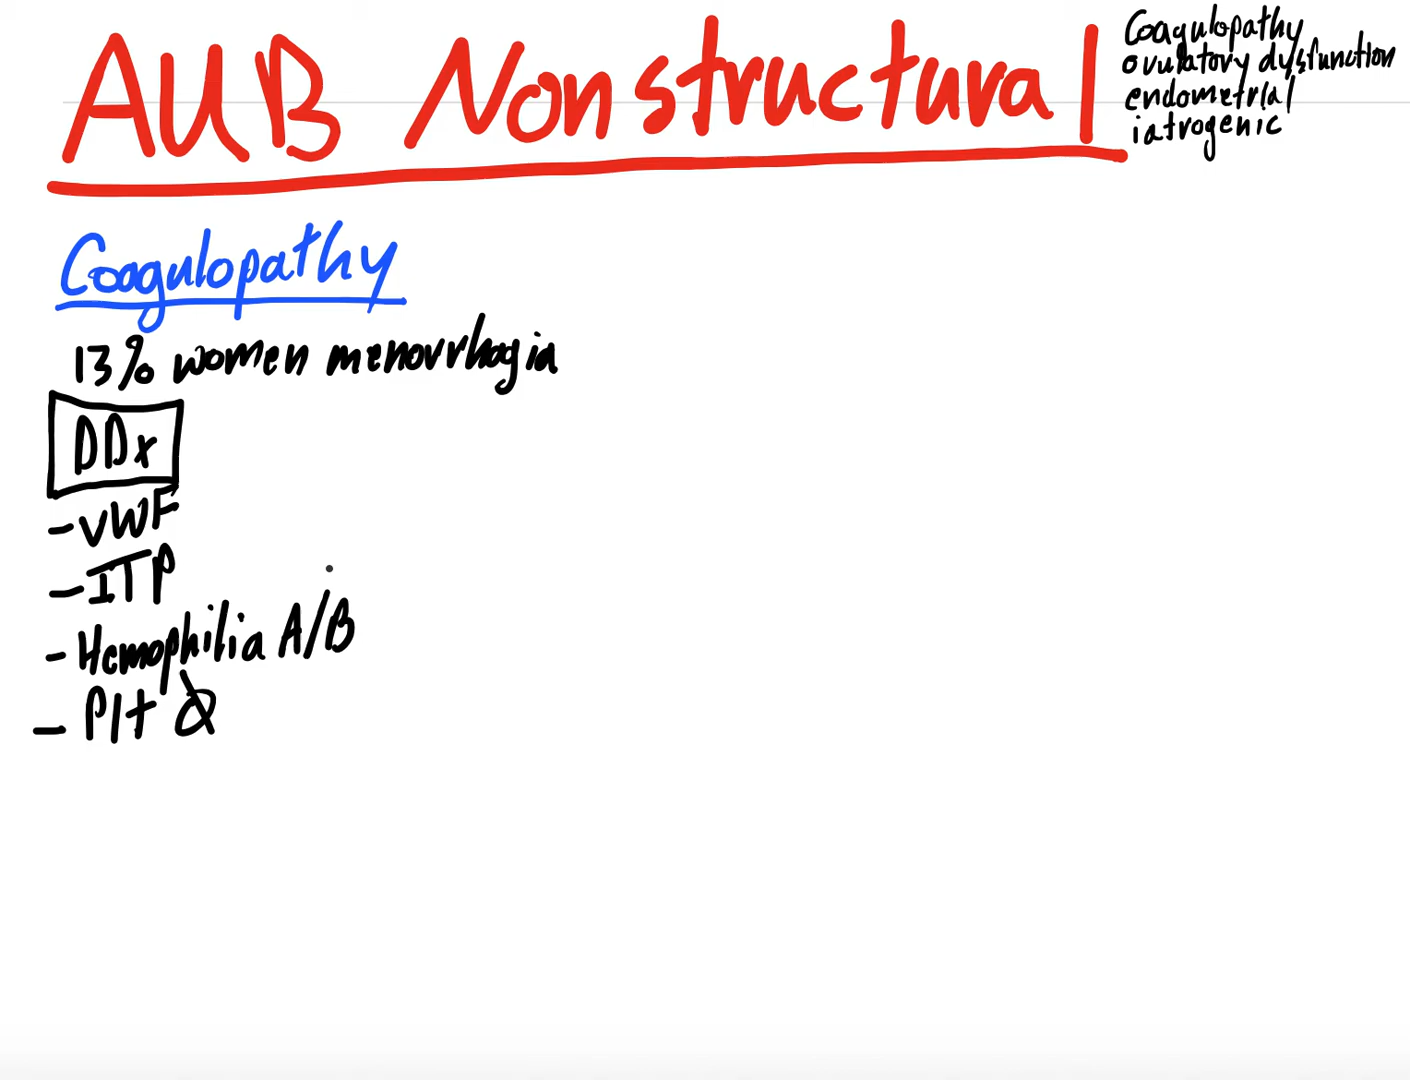 AUB Nonstructural
Coagulopathy
ovulatory dysfunction
endometrial
iatrogenic
Coagulopathy
13% women menorrhagia
DDx
- vWF
- ITP
- Hemophilia A/B
- Plt